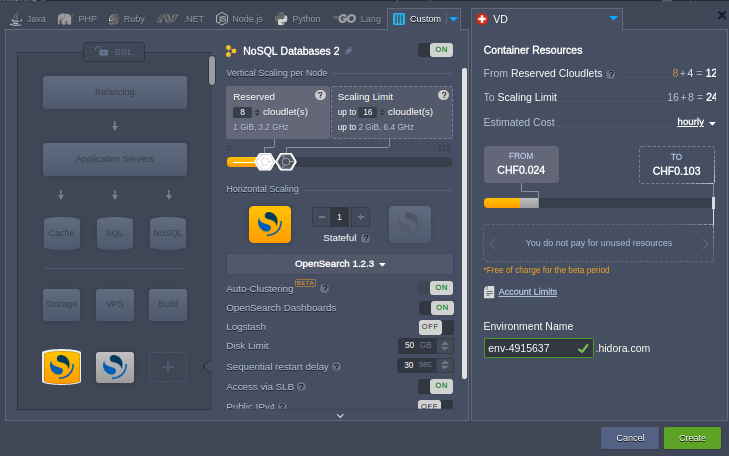 Java PHP Ruby .NET Node.js Python GO Lang Custom
VD
SSL
Balancing
Application Servers
Cache SQL NoSQL
Storage VPS Build
NoSQL Databases 2 ON
Vertical Scaling per Node
Reserved ?
8 cloudlet(s)
1 GiB, 3.2 GHz
Scaling Limit ?
up to 16 cloudlet(s)
up to 2 GiB, 6.4 GHz
0 128
Horizontal Scaling
− 1 +
Stateful ?
OpenSearch 1.2.3
Auto-Clustering BETA ? ON
OpenSearch Dashboards ON
Logstash OFF
Disk Limit 50 GB
Sequential restart delay ? 30 sec
Access via SLB ? ON
Public IPv4 ? OFF
Container Resources
From Reserved Cloudlets ? 8 + 4 = 12
To Scaling Limit 16 + 8 = 24
Estimated Cost hourly
FROM
CHF0.024
TO
CHF0.103
You do not pay for unused resources
*Free of charge for the beta period
Account Limits
Environment Name
env-4915637 .hidora.com
Cancel Create